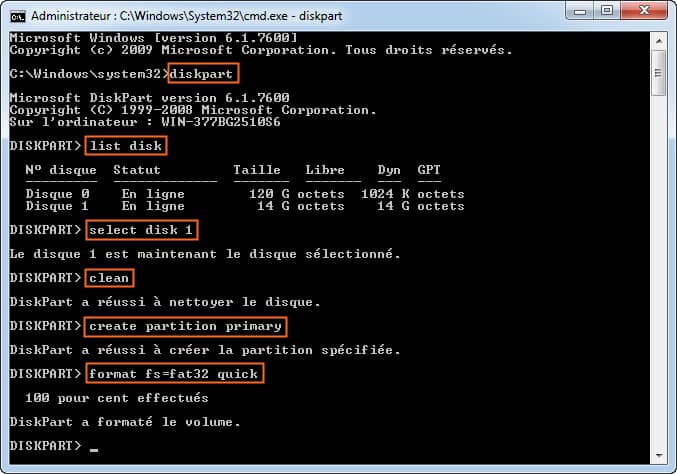 Administrateur : C:\Windows\System32\cmd.exe - diskpart
Microsoft Windows [version 6.1.7600]
Copyright (c) 2009 Microsoft Corporation. Tous droits réservés.
C:\Windows\system32>diskpart
Microsoft DiskPart version 6.1.7600
Copyright (C) 1999-2008 Microsoft Corporation.
Sur l'ordinateur : WIN-377BG2510S6
DISKPART> list disk
Nº disque Statut Taille Libre Dyn GPT
--------- ------------- ------- ------- --- ---
Disque 0 En ligne 120 G octets 1024 K octets
Disque 1 En ligne 14 G octets 14 G octets
DISKPART> select disk 1
Le disque 1 est maintenant le disque sélectionné.
DISKPART> clean
DiskPart a réussi à nettoyer le disque.
DISKPART> create partition primary
DiskPart a réussi à créer la partition spécifiée.
DISKPART> format fs=fat32 quick
100 pour cent effectués
DiskPart a formaté le volume.
DISKPART> _